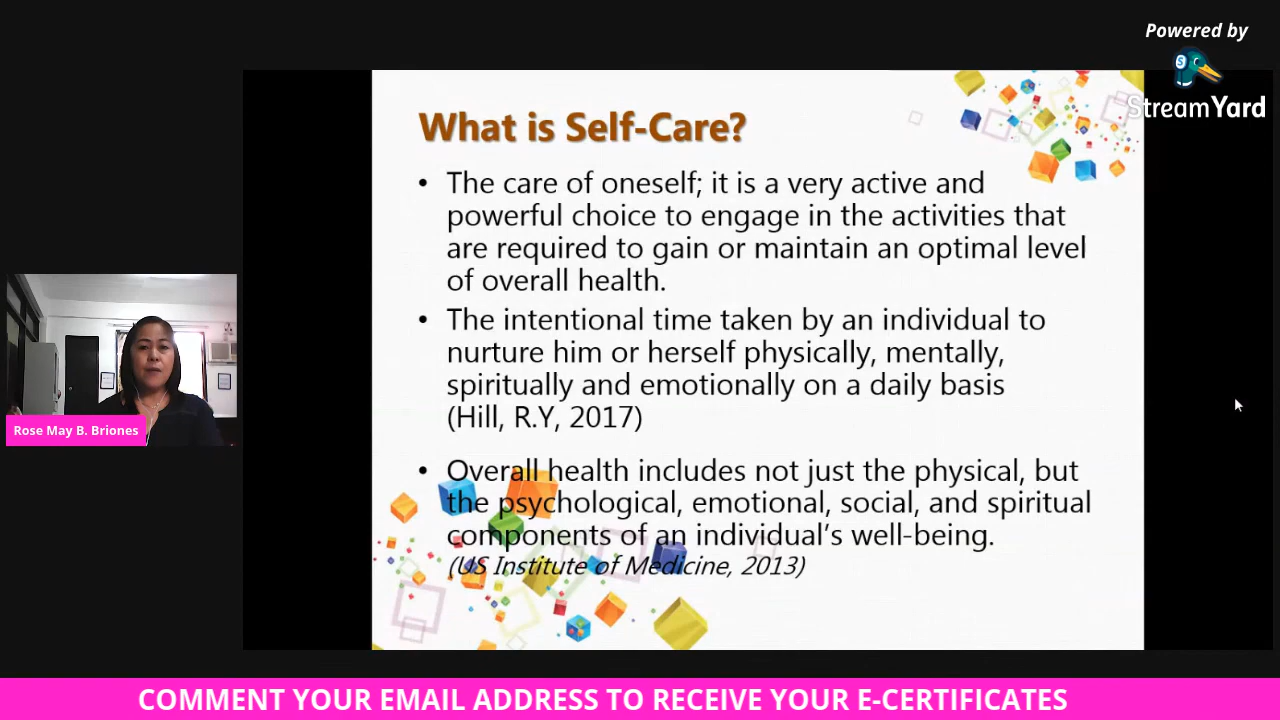 Powered by
StreamYard
What is Self-Care?
• The care of oneself; it is a very active and
powerful choice to engage in the activities that
are required to gain or maintain an optimal level
of overall health.
• The intentional time taken by an individual to
nurture him or herself physically, mentally,
spiritually and emotionally on a daily basis
(Hill, R.Y, 2017)
• Overall health includes not just the physical, but
the psychological, emotional, social, and spiritual
components of an individual's well-being.
(US Institute of Medicine, 2013)
Rose May B. Briones
COMMENT YOUR EMAIL ADDRESS TO RECEIVE YOUR E-CERTIFICATES